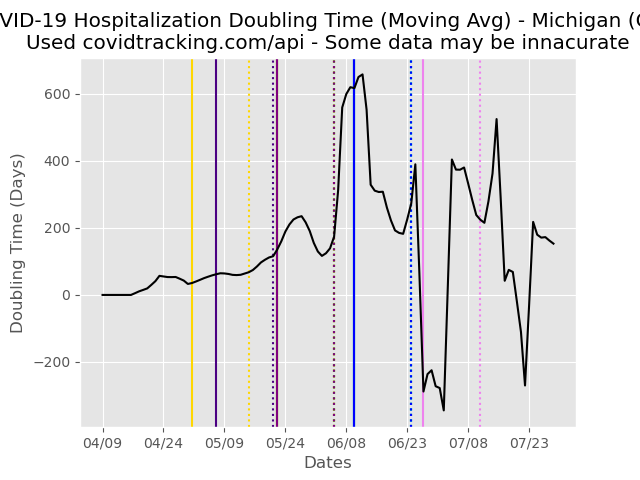 VID-19 Hospitalization Doubling Time (Moving Avg) - Michigan (
Used covidtracking.com/api - Some data may be innacurate
Doubling Time (Days)
600
400
200
0
−200
04/09 04/24 05/09 05/24 06/08 06/23 07/08 07/23
Dates